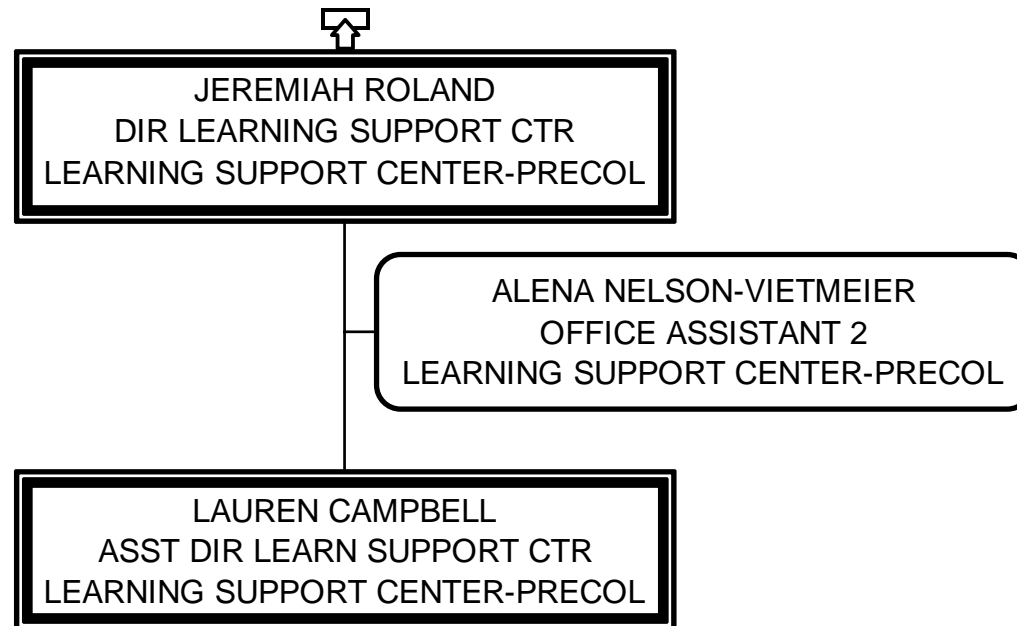 JEREMIAH ROLAND
DIR LEARNING SUPPORT CTR
LEARNING SUPPORT CENTER-PRECOL
ALENA NELSON-VIETMEIER
OFFICE ASSISTANT 2
LEARNING SUPPORT CENTER-PRECOL
LAUREN CAMPBELL
ASST DIR LEARN SUPPORT CTR
LEARNING SUPPORT CENTER-PRECOL